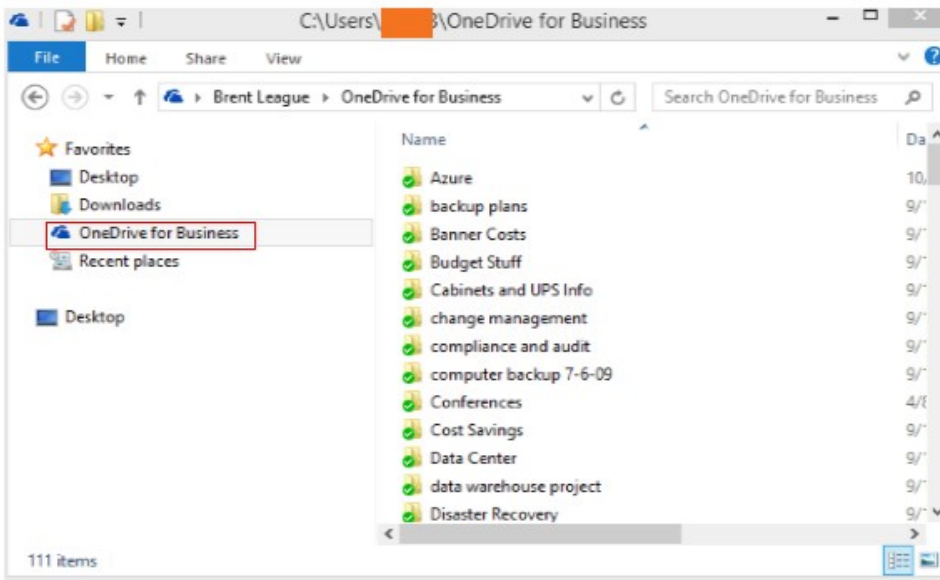 C:\Users\ 3\OneDrive for Business
File Home Share View
Brent League OneDrive for Business Search OneDrive for Business
Favorites
Desktop
Downloads
OneDrive for Business
Recent places
Desktop
Name Da
Azure 10/
backup plans 9/
Banner Costs 9/
Budget Stuff 9/
Cabinets and UPS Info 9/
change management 9/
compliance and audit 9/
computer backup 7-6-09 9/
Conferences 4/8
Cost Savings 9/
Data Center 9/
data warehouse project 9/
Disaster Recovery 9/
111 items